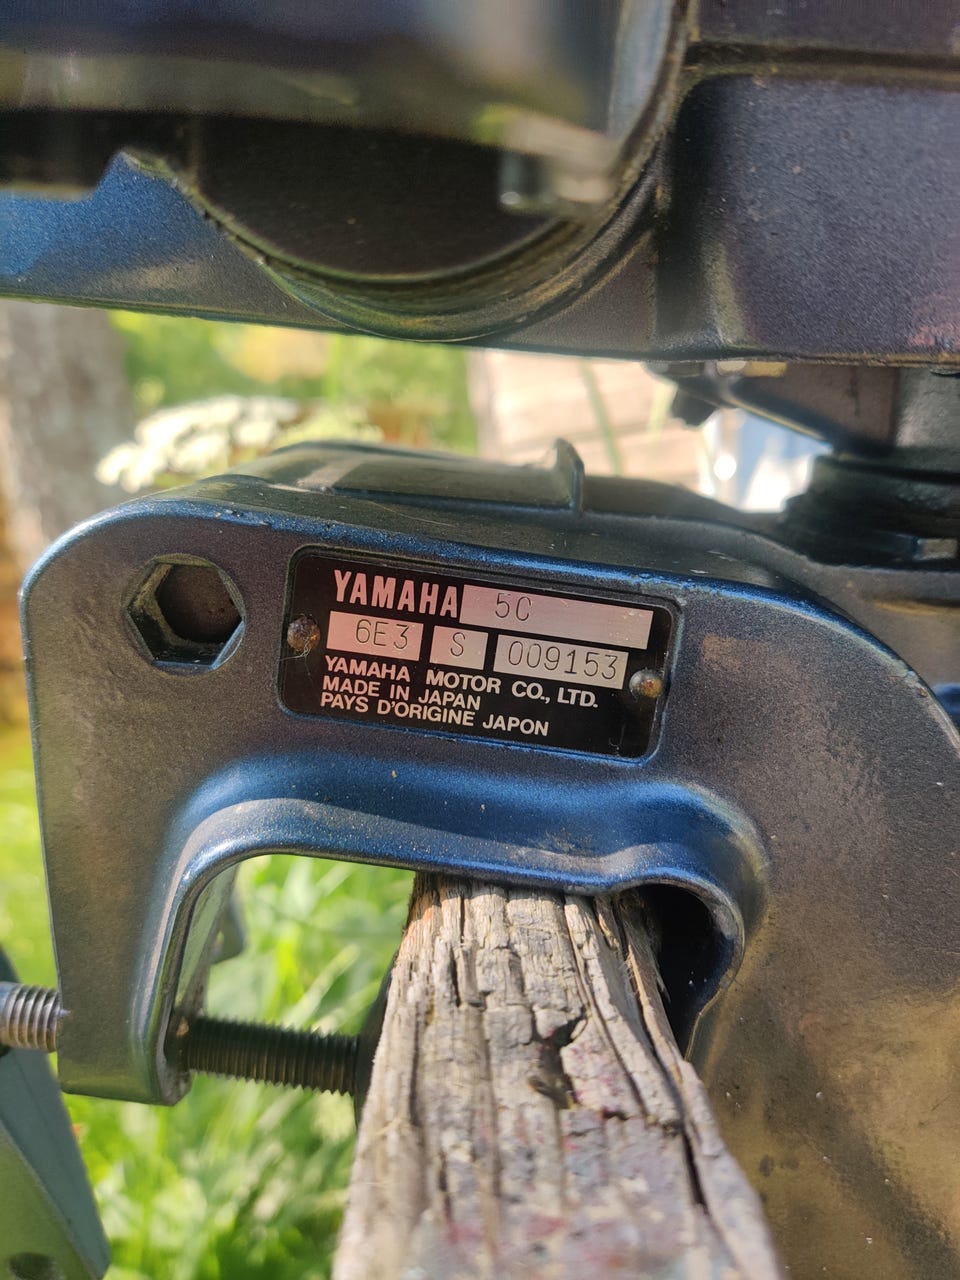 YAMAHA 5C
6E3 S 009153
YAMAHA MOTOR CO., LTD.
MADE IN JAPAN
PAYS D'ORIGINE JAPON